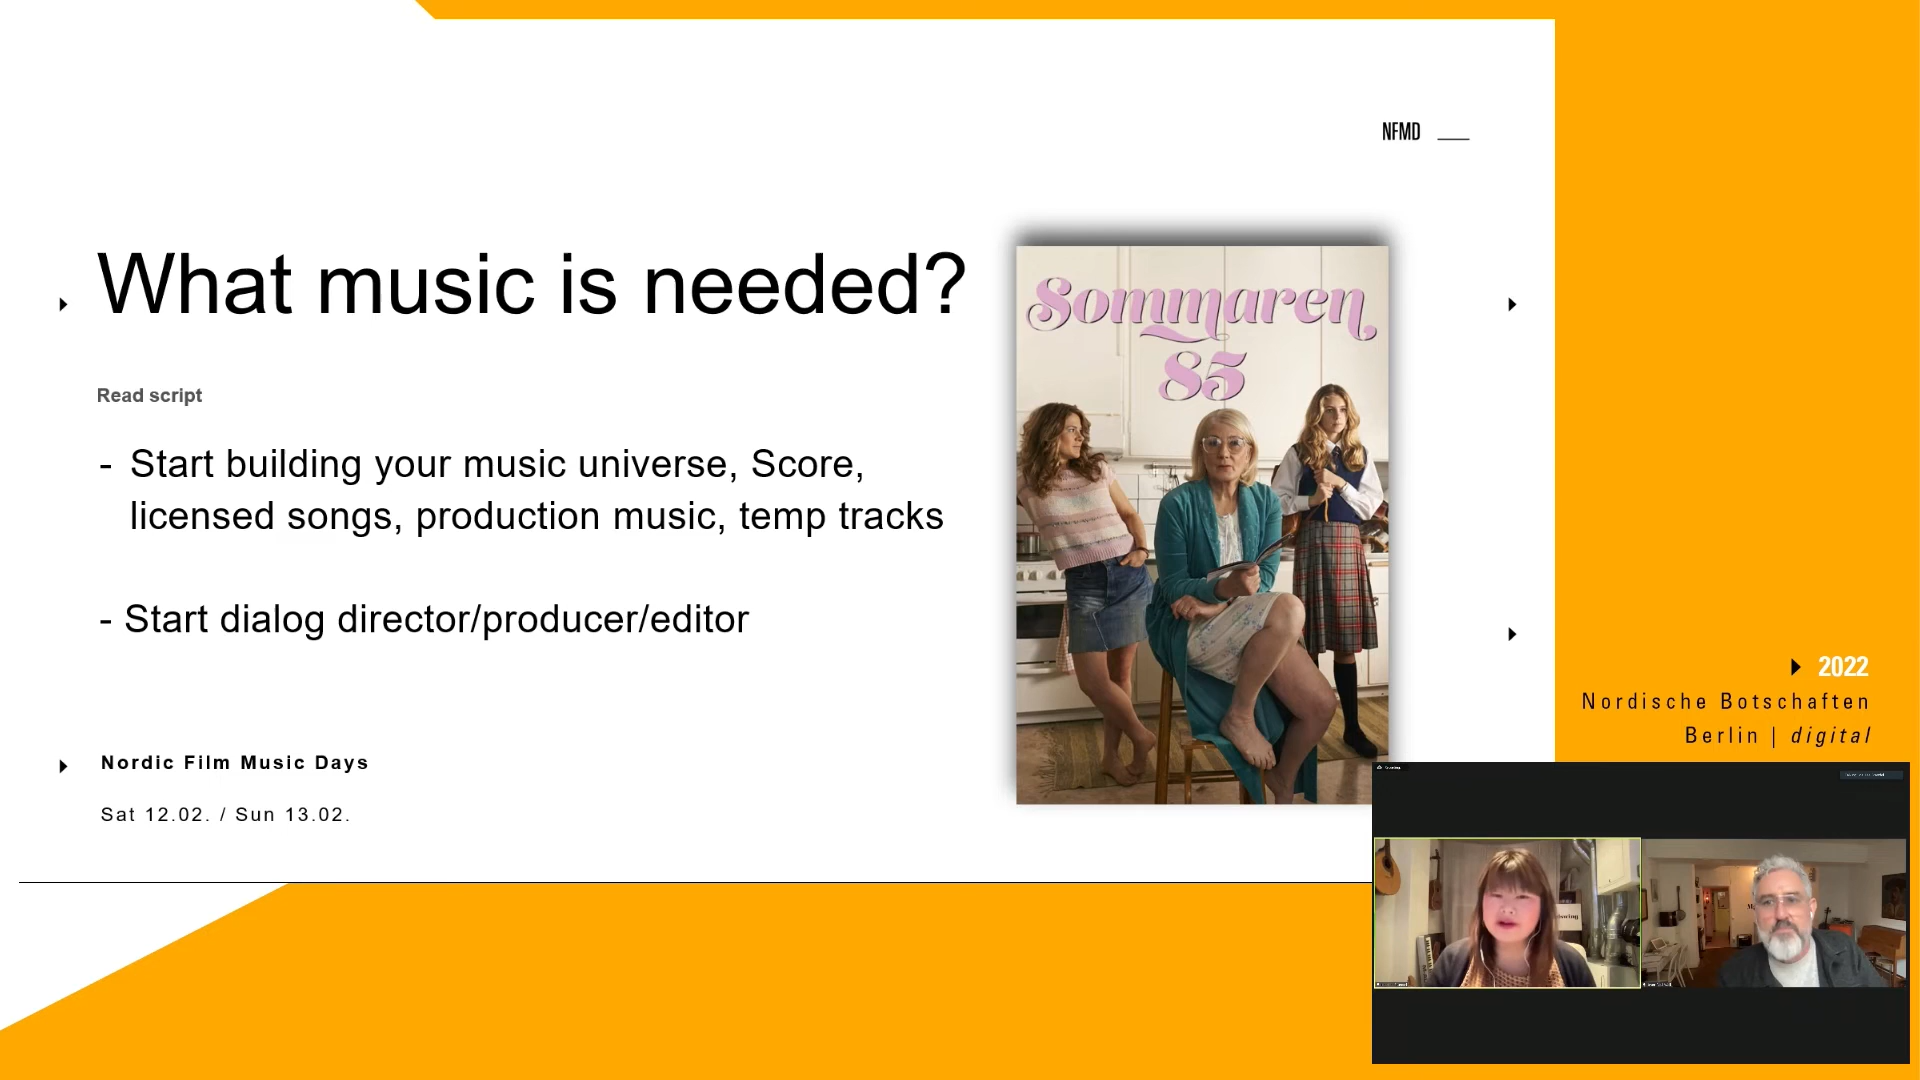 NFMD
What music is needed?
Sommaren
85
Read script
- Start building your music universe, Score,
licensed songs, production music, temp tracks
- Start dialog director/producer/editor
2022
Nordische Botschaften
Berlin | digital
Nordic Film Music Days
Sat 12.02. / Sun 13.02.